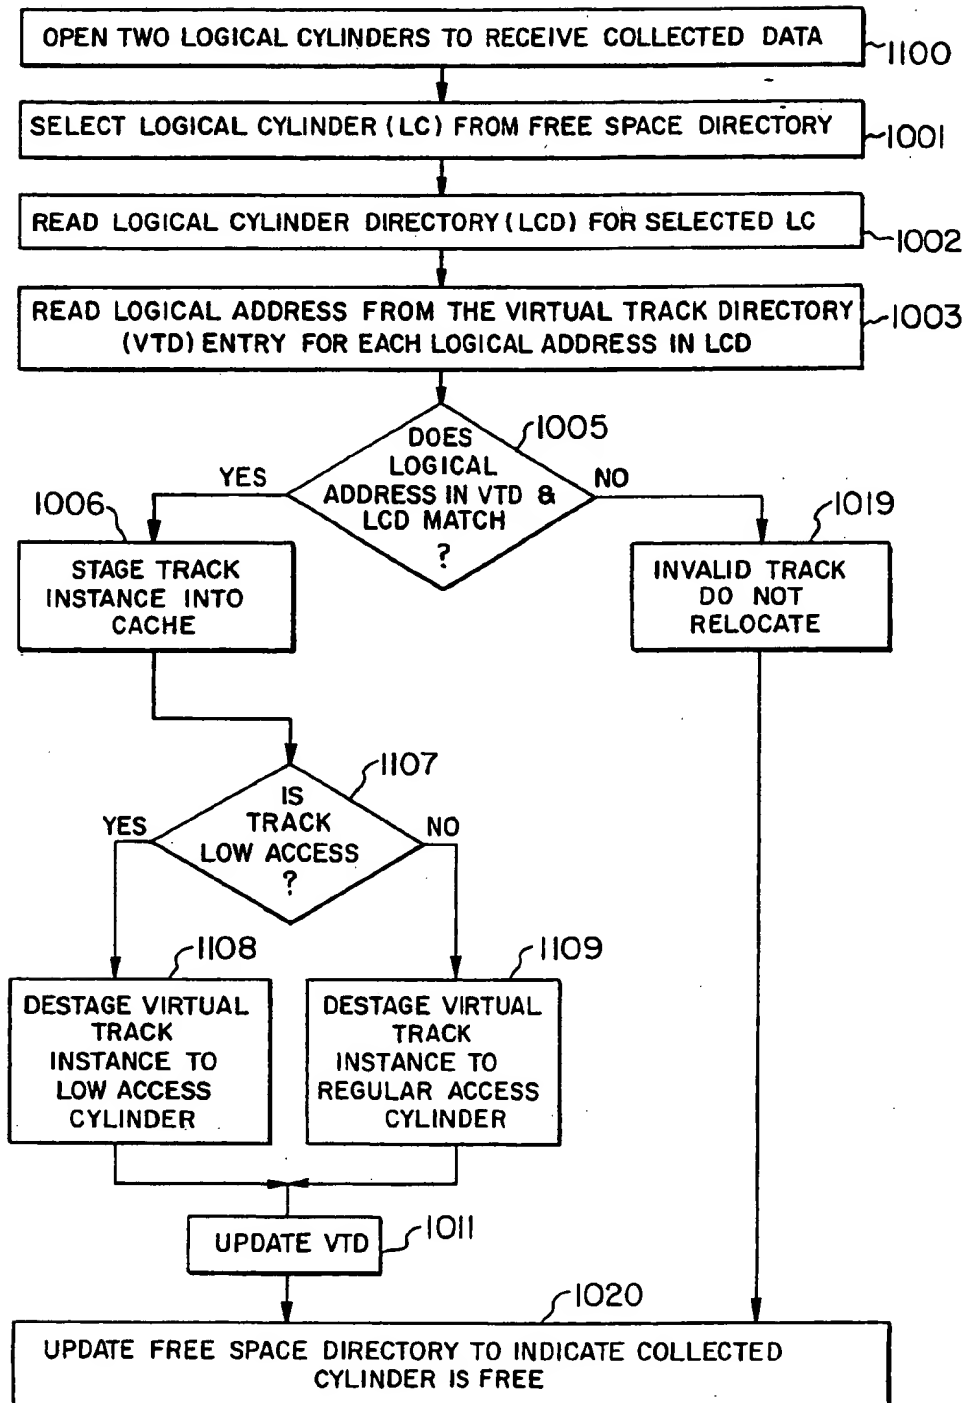 OPEN TWO LOGICAL CYLINDERS TO RECEIVE COLLECTED DATA
1100
SELECT LOGICAL CYLINDER (LC) FROM FREE SPACE DIRECTORY
1001
READ LOGICAL CYLINDER DIRECTORY (LCD) FOR SELECTED LC
1002
READ LOGICAL ADDRESS FROM THE VIRTUAL TRACK DIRECTORY
(VTD) ENTRY FOR EACH LOGICAL ADDRESS IN LCD
1003
DOES
LOGICAL
ADDRESS IN VTD &
LCD MATCH
?
1005
YES
NO
1006
STAGE TRACK
INSTANCE INTO
CACHE
1019
INVALID TRACK
DO NOT
RELOCATE
1107
IS
TRACK
LOW ACCESS
?
YES
NO
1108
DESTAGE VIRTUAL
TRACK
INSTANCE TO
LOW ACCESS
CYLINDER
1109
DESTAGE VIRTUAL
TRACK
INSTANCE TO
REGULAR ACCESS
CYLINDER
UPDATE VTD
1011
1020
UPDATE FREE SPACE DIRECTORY TO INDICATE COLLECTED
CYLINDER IS FREE